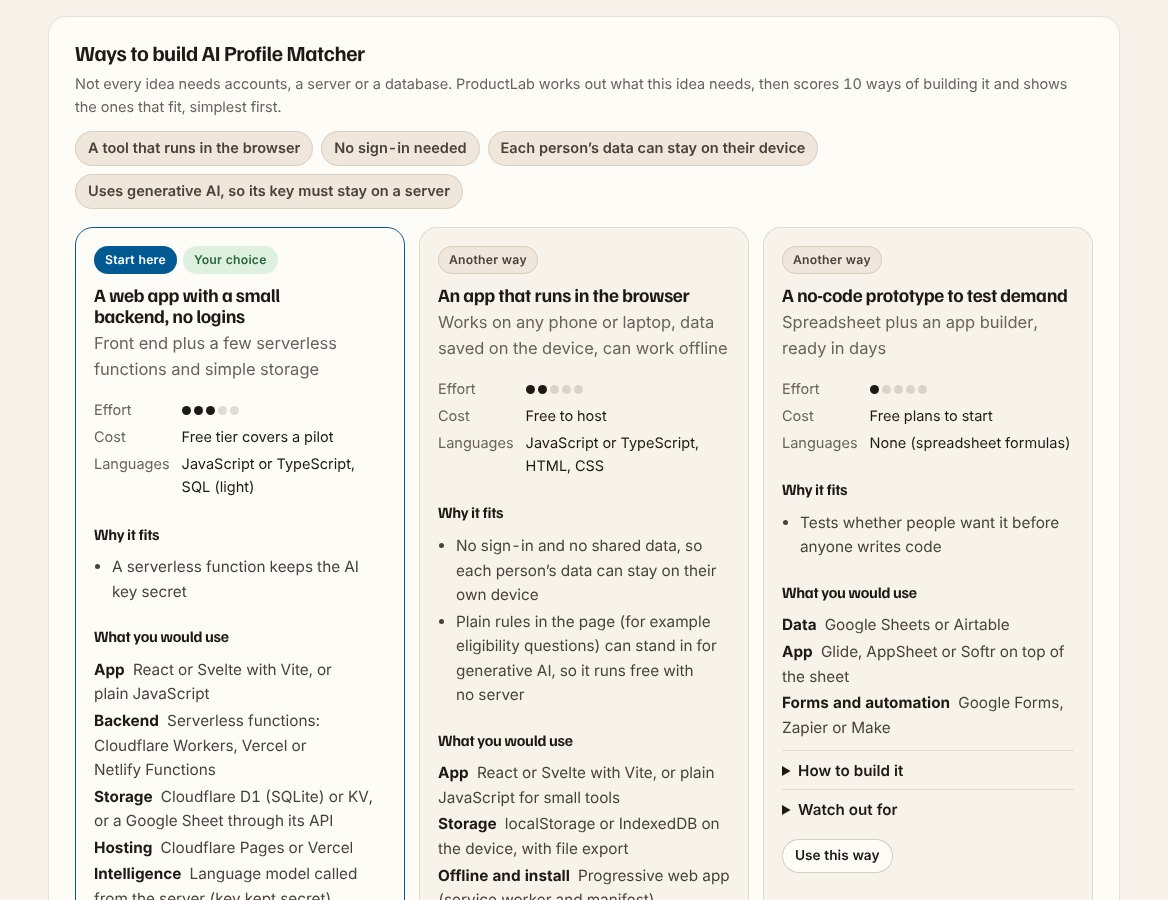 Ways to build AI Profile Matcher
Not every idea needs accounts, a server or a database. ProductLab works out what this idea needs, then scores 10 ways of building it and shows
the ones that fit, simplest first.
A tool that runs in the browser
No sign-in needed
Each person’s data can stay on their device
Uses generative AI, so its key must stay on a server
Start here
Your choice
A web app with a small
backend, no logins
Front end plus a few serverless
functions and simple storage
Effort
Cost Free tier covers a pilot
Languages JavaScript or TypeScript,
SQL (light)
Why it fits
• A serverless function keeps the AI
key secret
What you would use
App React or Svelte with Vite, or
plain JavaScript
Backend Serverless functions:
Cloudflare Workers, Vercel or
Netlify Functions
Storage Cloudflare D1 (SQLite) or KV,
or a Google Sheet through its API
Hosting Cloudflare Pages or Vercel
Intelligence Language model called
from the server (key kept secret)
Another way
An app that runs in the browser
Works on any phone or laptop, data
saved on the device, can work offline
Effort
Cost Free to host
Languages JavaScript or TypeScript,
HTML, CSS
Why it fits
• No sign-in and no shared data, so
each person’s data can stay on their
own device
• Plain rules in the page (for example
eligibility questions) can stand in for
generative AI, so it runs free with
no server
What you would use
App React or Svelte with Vite, or plain
JavaScript for small tools
Storage localStorage or IndexedDB on
the device, with file export
Offline and install Progressive web app
(service worker and manifest)
Another way
A no-code prototype to test demand
Spreadsheet plus an app builder,
ready in days
Effort
Cost Free plans to start
Languages None (spreadsheet formulas)
Why it fits
• Tests whether people want it before
anyone writes code
What you would use
Data Google Sheets or Airtable
App Glide, AppSheet or Softr on top of
the sheet
Forms and automation Google Forms,
Zapier or Make
How to build it
Watch out for
Use this way